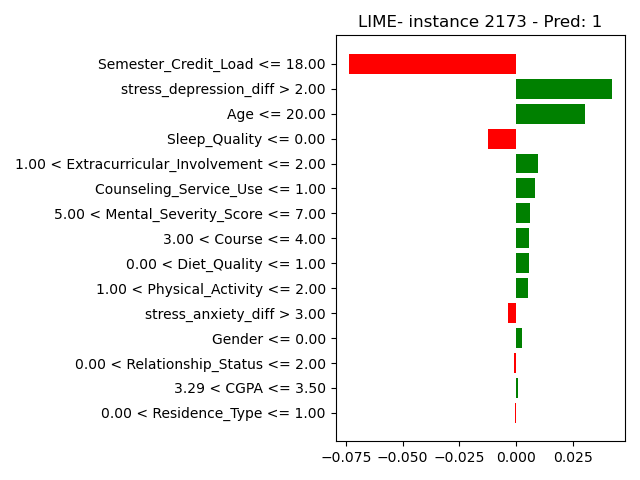 LIME- instance 2173 - Pred: 1
Semester_Credit_Load <= 18.00
stress_depression_diff > 2.00
Age <= 20.00
Sleep_Quality <= 0.00
1.00 < Extracurricular_Involvement <= 2.00
Counseling_Service_Use <= 1.00
5.00 < Mental_Severity_Score <= 7.00
3.00 < Course <= 4.00
0.00 < Diet_Quality <= 1.00
1.00 < Physical_Activity <= 2.00
stress_anxiety_diff > 3.00
Gender <= 0.00
0.00 < Relationship_Status <= 2.00
3.29 < CGPA <= 3.50
0.00 < Residence_Type <= 1.00
−0.075 −0.050 −0.025 0.000 0.025